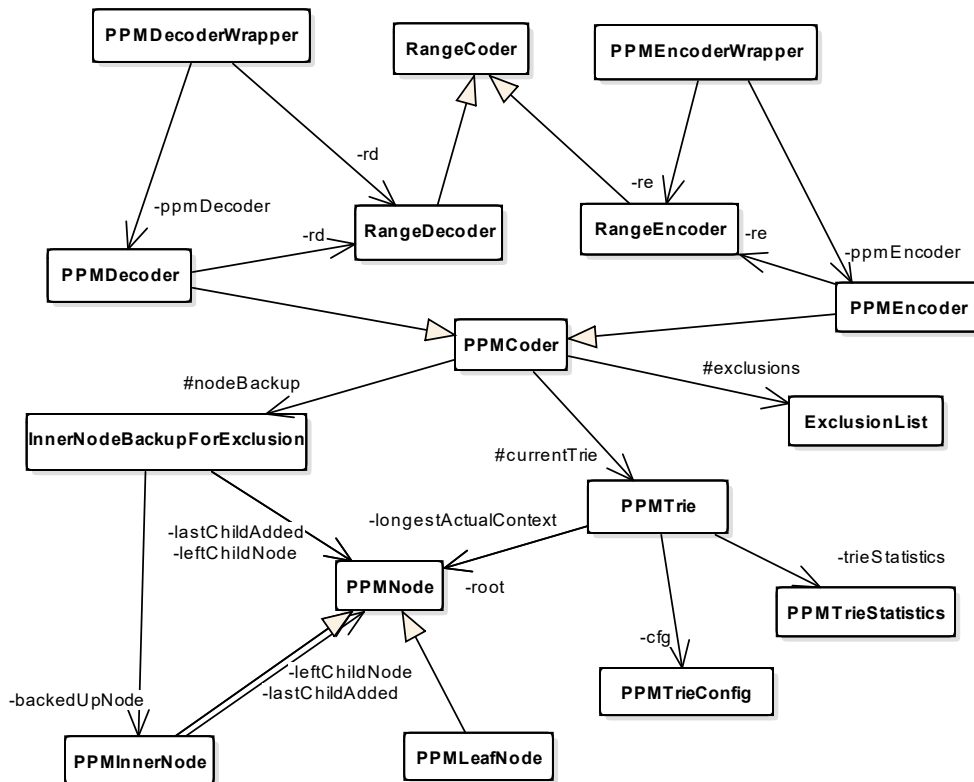 PPMDecoderWrapper
RangeCoder
PPMEncoderWrapper
-rd
-re
-ppmDecoder
RangeDecoder
RangeEncoder
-rd
-re
-ppmEncoder
PPMDecoder
PPMEncoder
PPMCoder
#nodeBackup
#exclusions
InnerNodeBackupForExclusion
ExclusionList
#currentTrie
-lastChildAdded
-leftChildNode
-longestActualContext
PPMTrie
-trieStatistics
PPMNode
-root
PPMTrieStatistics
-cfg
-leftChildNode
-lastChildAdded
-backedUpNode
PPMTrieConfig
PPMInnerNode
PPMLeafNode